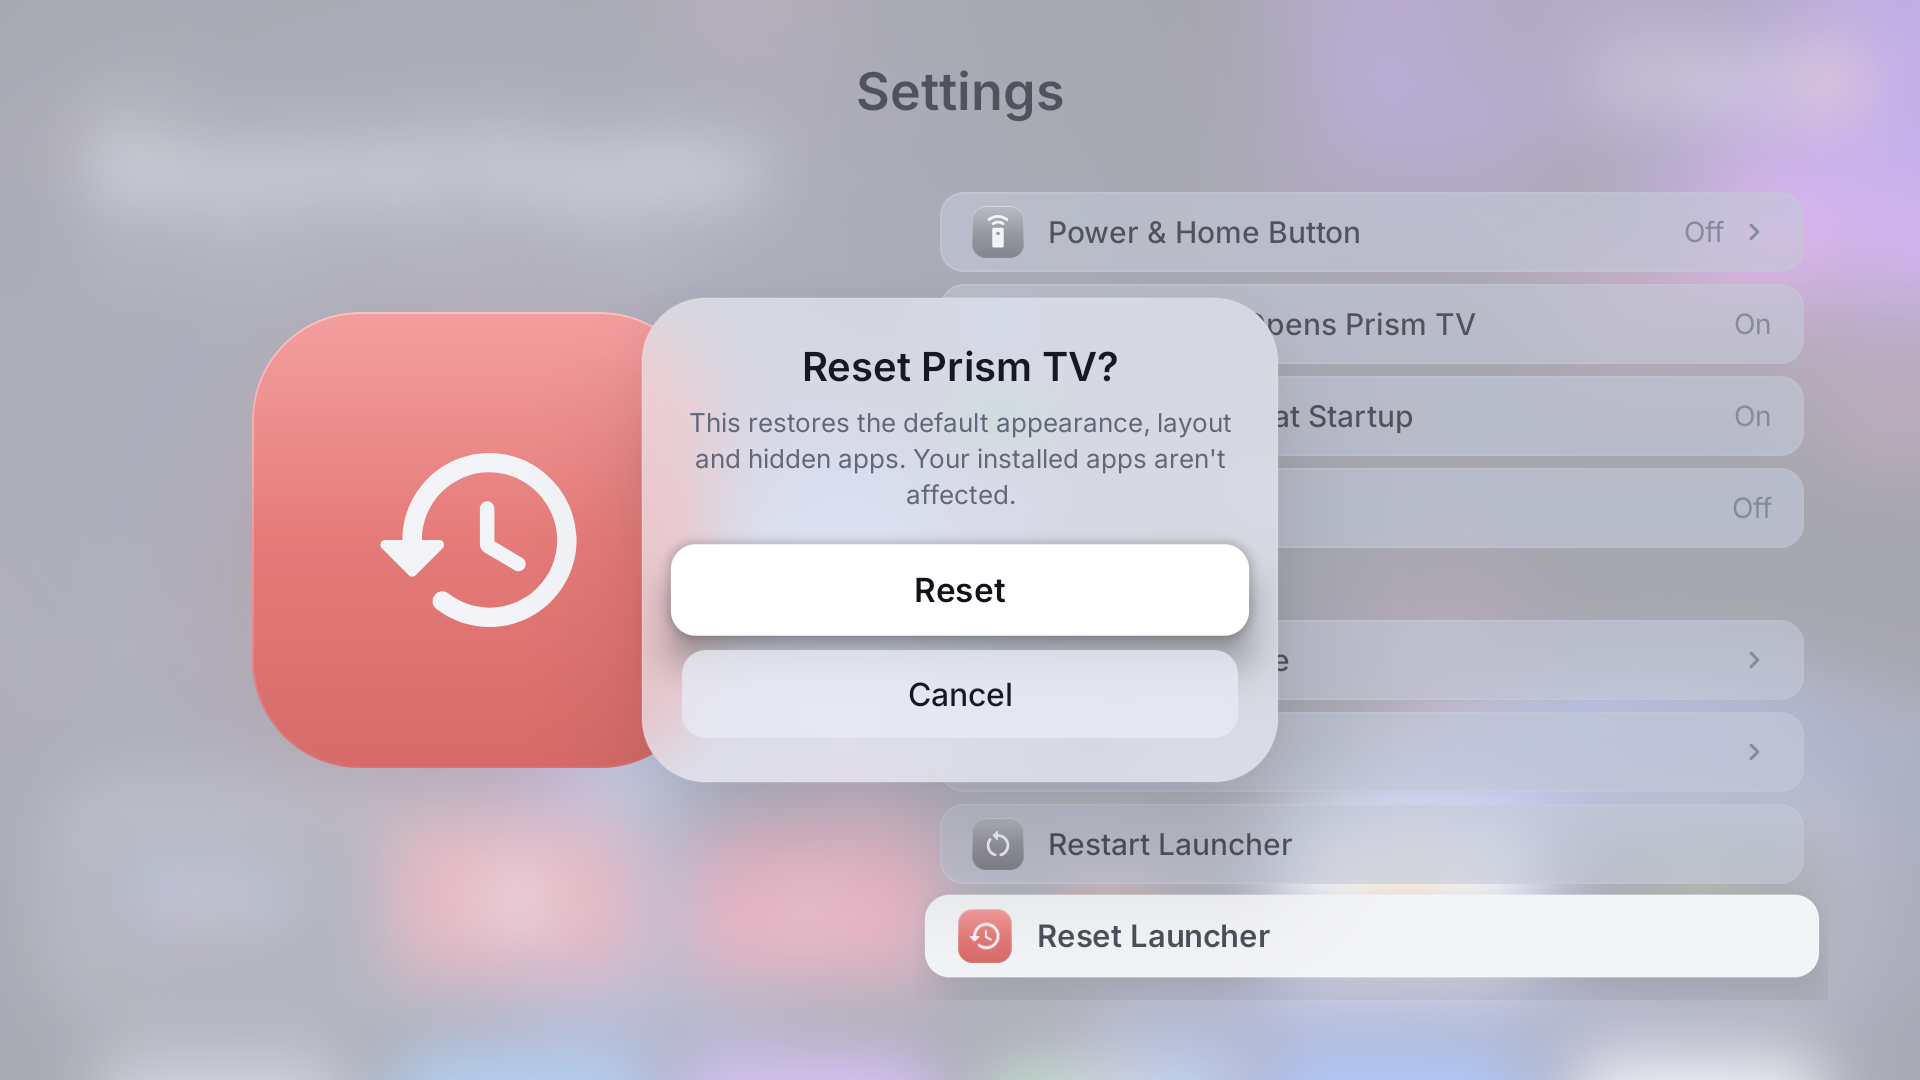 Settings
Power & Home Button
Off
pens Prism TV
On
at Startup
On
Off
Reset Prism TV?
This restores the default appearance, layout
and hidden apps. Your installed apps aren't
affected.
Reset
Cancel
e
Restart Launcher
Reset Launcher